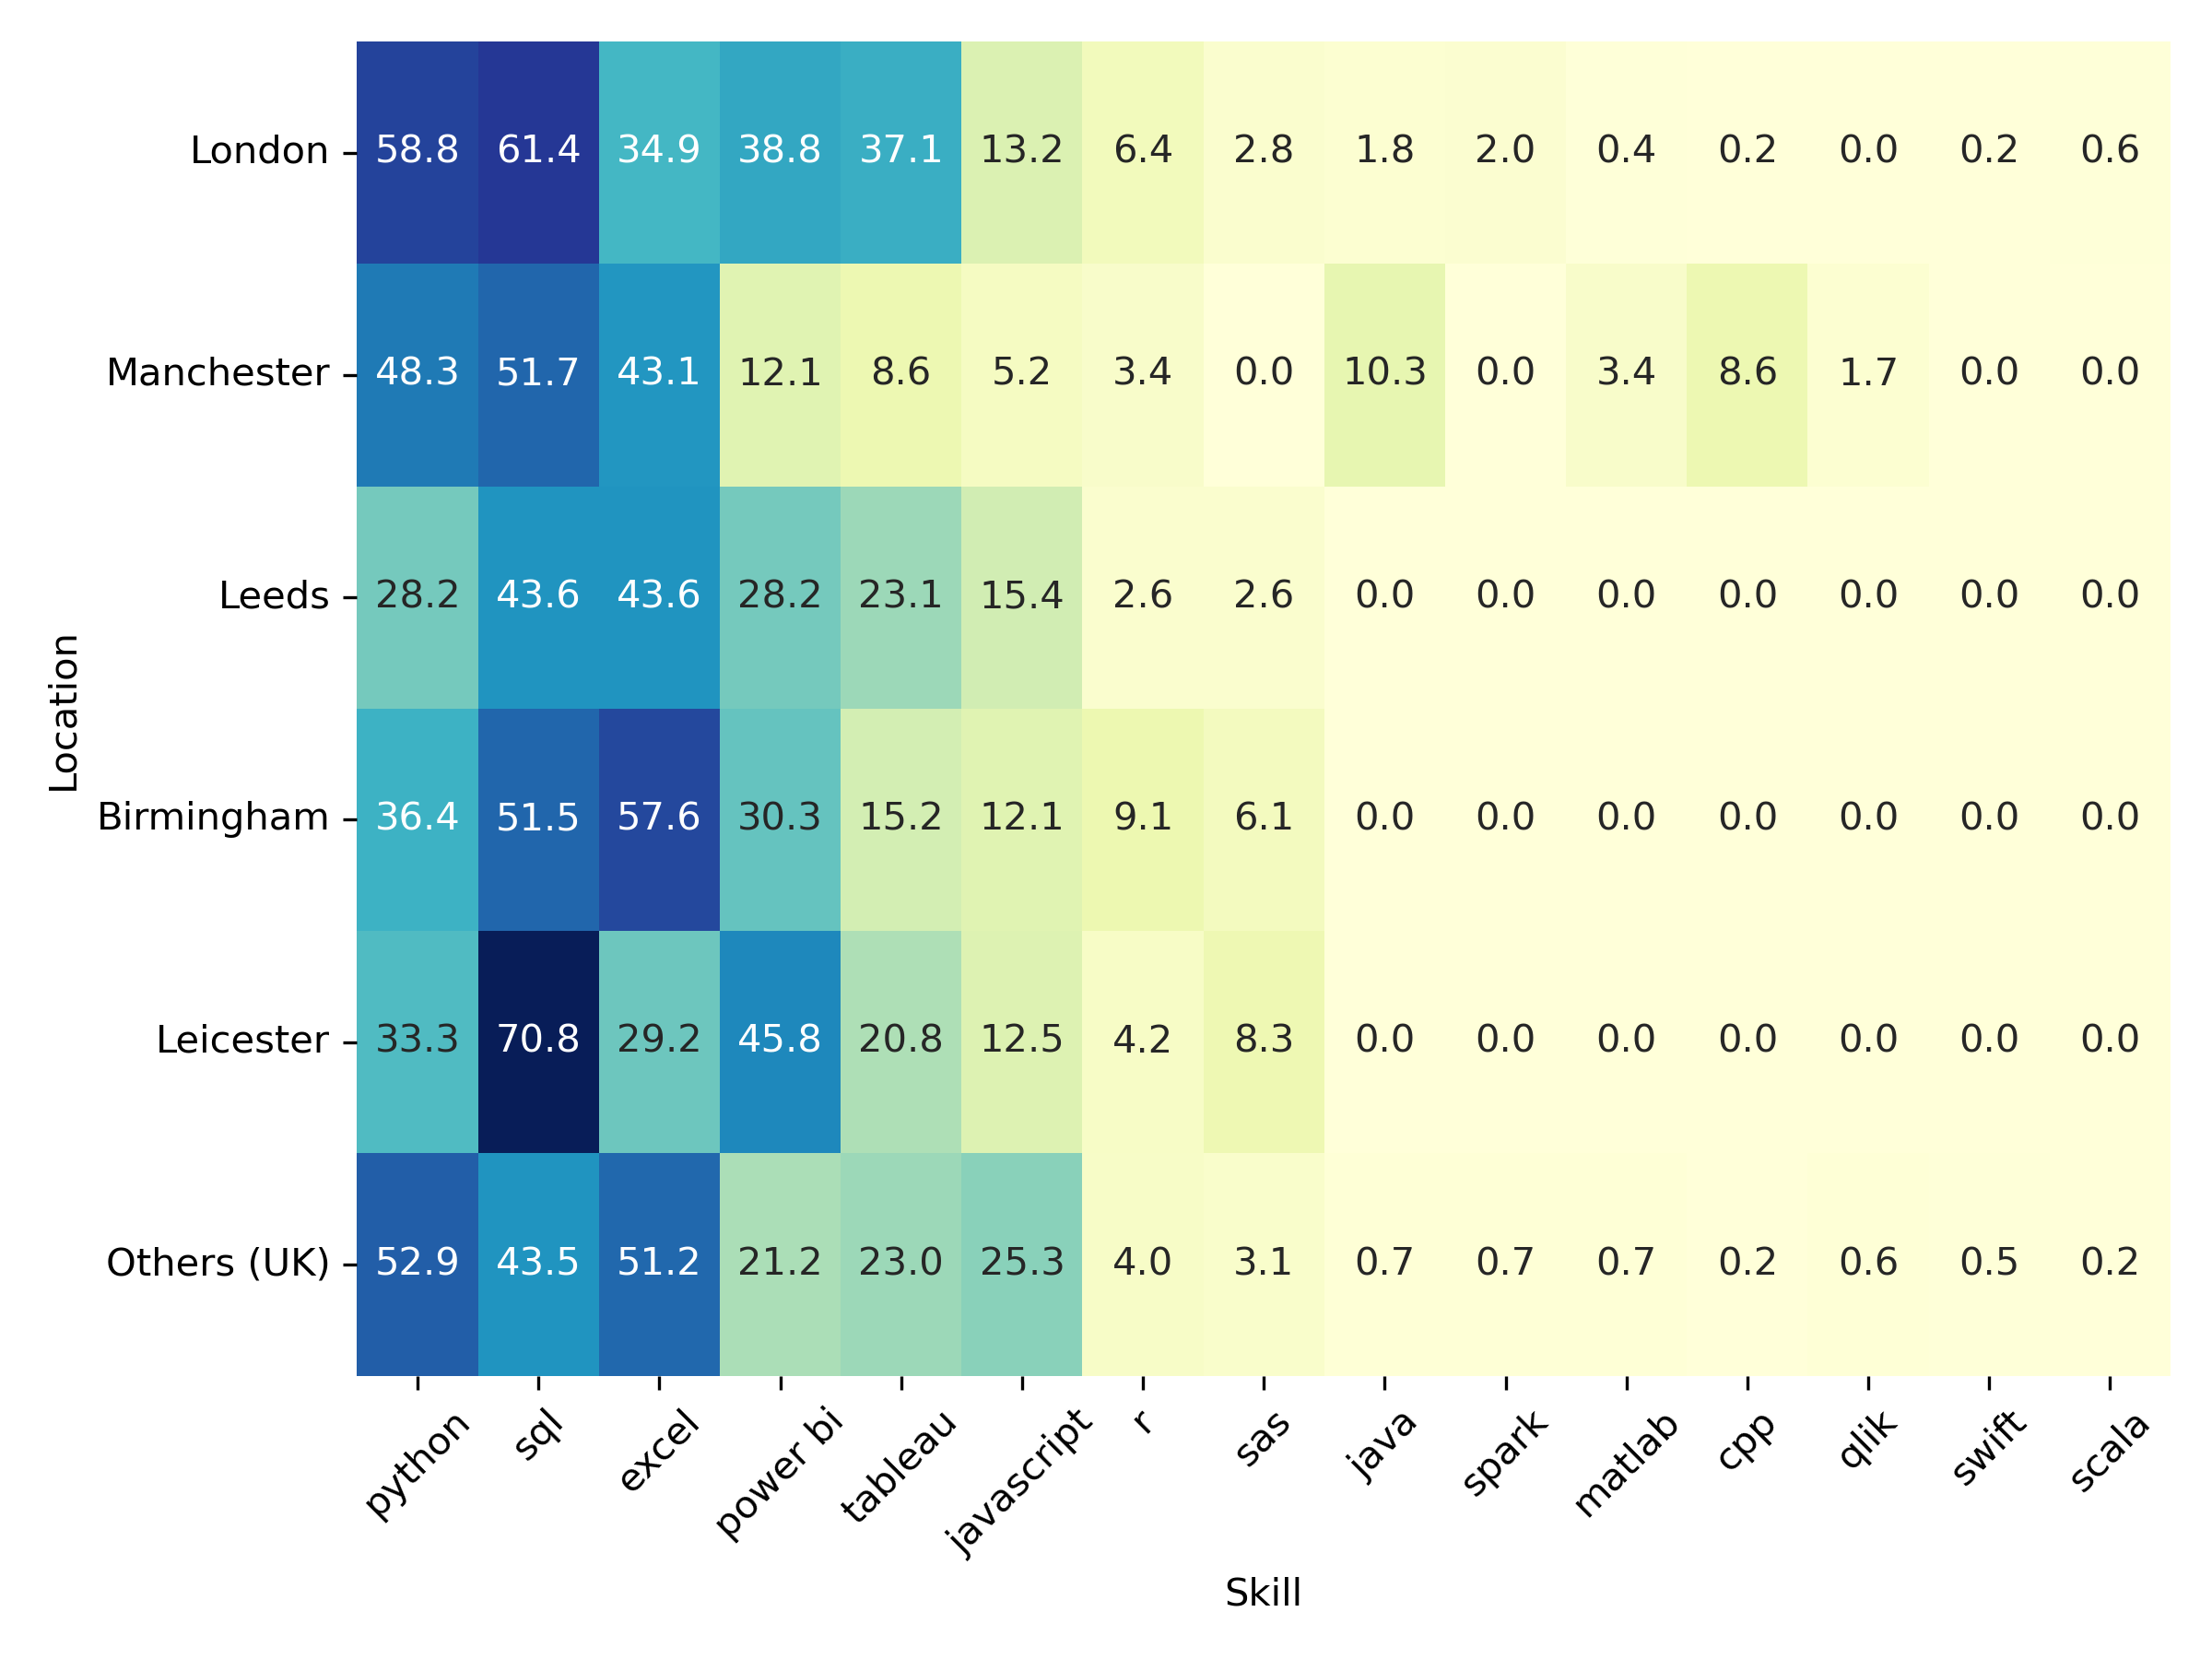 London 58.8 61.4 34.9 38.8 37.1 13.2 6.4 2.8 1.8 2.0 0.4 0.2 0.0 0.2 0.6
Manchester 48.3 51.7 43.1 12.1 8.6 5.2 3.4 0.0 10.3 0.0 3.4 8.6 1.7 0.0 0.0
Leeds 28.2 43.6 43.6 28.2 23.1 15.4 2.6 2.6 0.0 0.0 0.0 0.0 0.0 0.0 0.0
Location
Birmingham 36.4 51.5 57.6 30.3 15.2 12.1 9.1 6.1 0.0 0.0 0.0 0.0 0.0 0.0 0.0
Leicester 33.3 70.8 29.2 45.8 20.8 12.5 4.2 8.3 0.0 0.0 0.0 0.0 0.0 0.0 0.0
Others (UK) 52.9 43.5 51.2 21.2 23.0 25.3 4.0 3.1 0.7 0.7 0.7 0.2 0.6 0.5 0.2
python sql excel power bi tableau javascript r sas java spark matlab cpp qlik swift scala
Skill